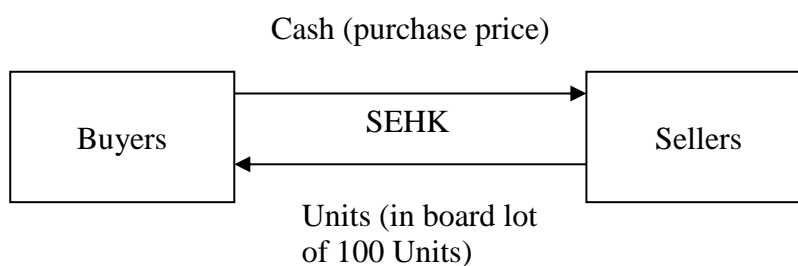 Cash (purchase price)
Buyers
SEHK
Sellers
Units (in board lot
of 100 Units)